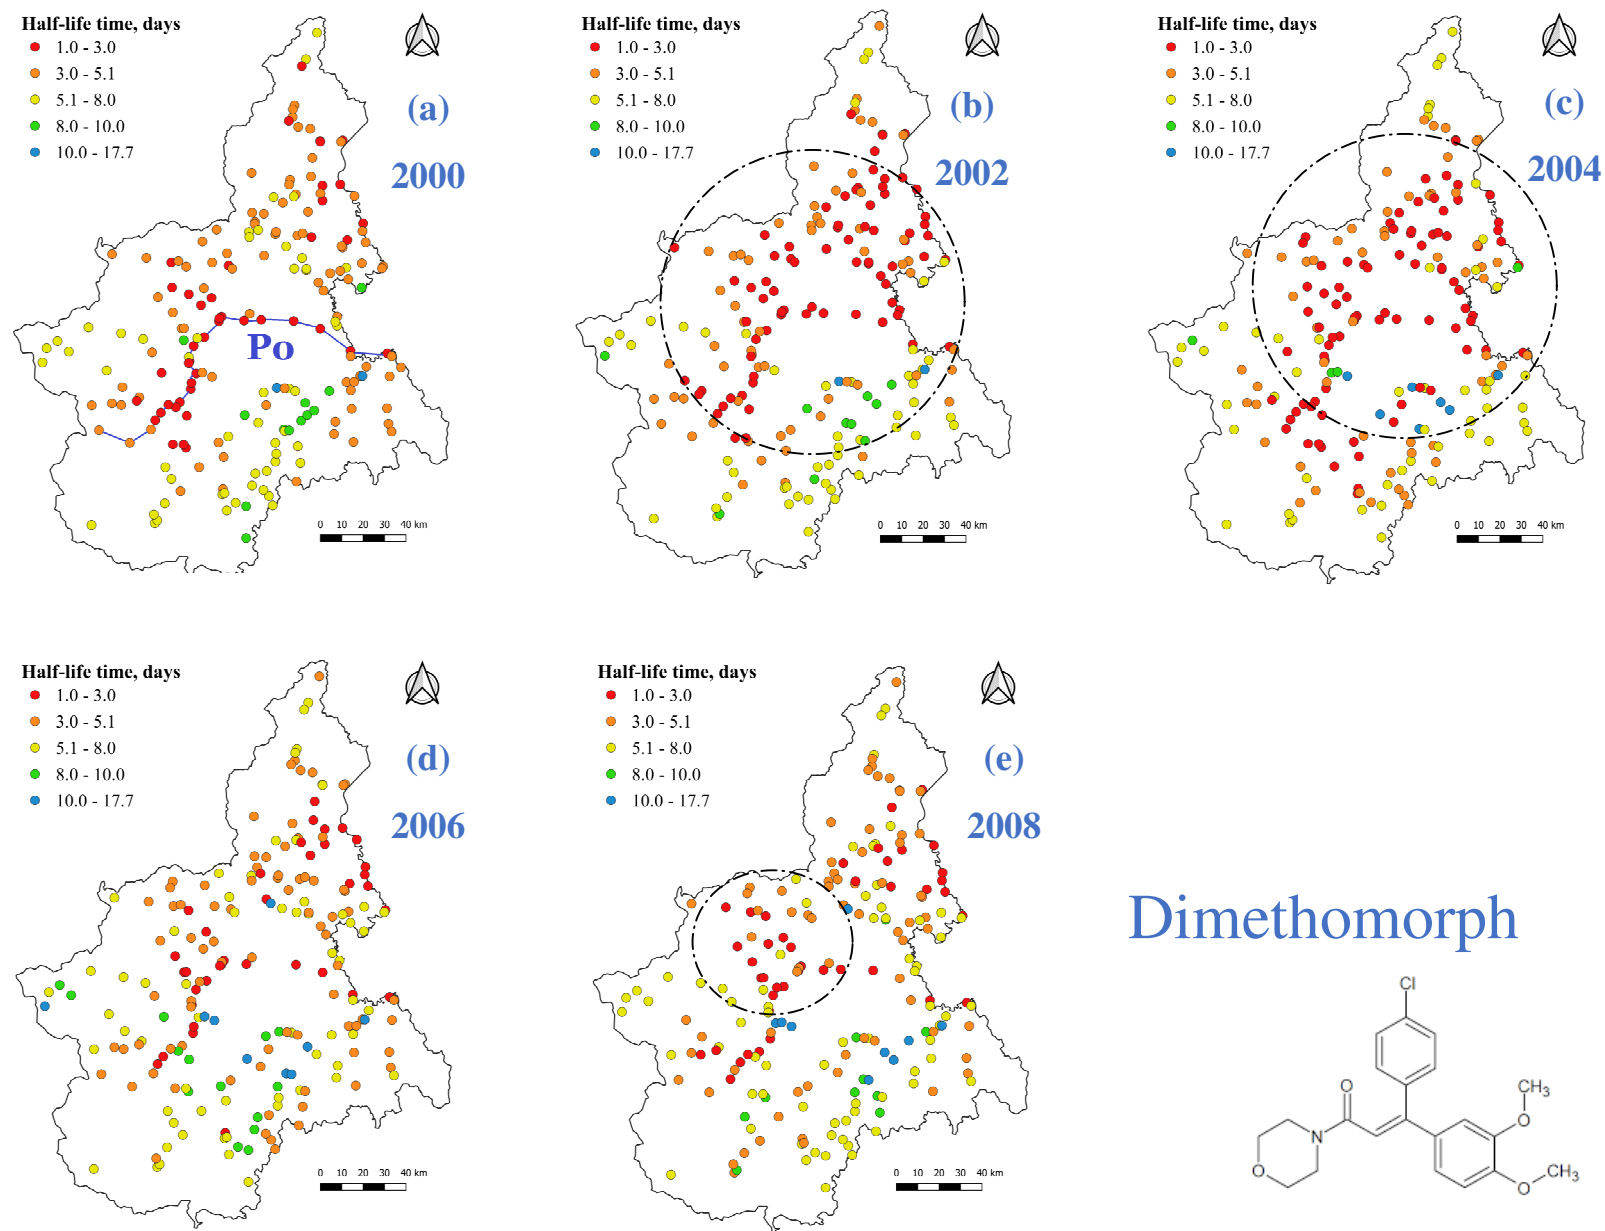 Half-life time, days
1.0 - 3.0
3.0 - 5.1
5.1 - 8.0
8.0 - 10.0
10.0 - 17.7
(a)
2000
Po
0 10 20 30 40 km
Half-life time, days
1.0 - 3.0
3.0 - 5.1
5.1 - 8.0
8.0 - 10.0
10.0 - 17.7
(b)
2002
0 10 20 30 40 km
Half-life time, days
1.0 - 3.0
3.0 - 5.1
5.1 - 8.0
8.0 - 10.0
10.0 - 17.7
(c)
2004
0 10 20 30 40 km
Half-life time, days
1.0 - 3.0
3.0 - 5.1
5.1 - 8.0
8.0 - 10.0
10.0 - 17.7
(d)
2006
0 10 20 30 40 km
Half-life time, days
1.0 - 3.0
3.0 - 5.1
5.1 - 8.0
8.0 - 10.0
10.0 - 17.7
(e)
2008
0 10 20 30 40 km
Dimethomorph
Cl
O
CH3
O
N
O
O
CH3